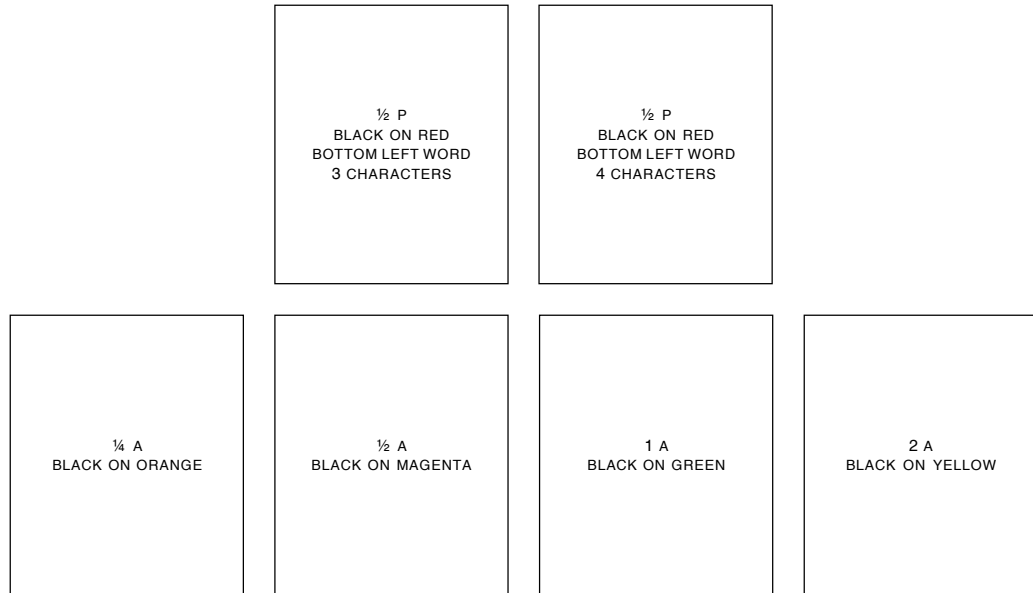 ½ P
BLACK ON RED
BOTTOM LEFT WORD
3 CHARACTERS
½ P
BLACK ON RED
BOTTOM LEFT WORD
4 CHARACTERS
¼ A
BLACK ON ORANGE
½ A
BLACK ON MAGENTA
1 A
BLACK ON GREEN
2 A
BLACK ON YELLOW